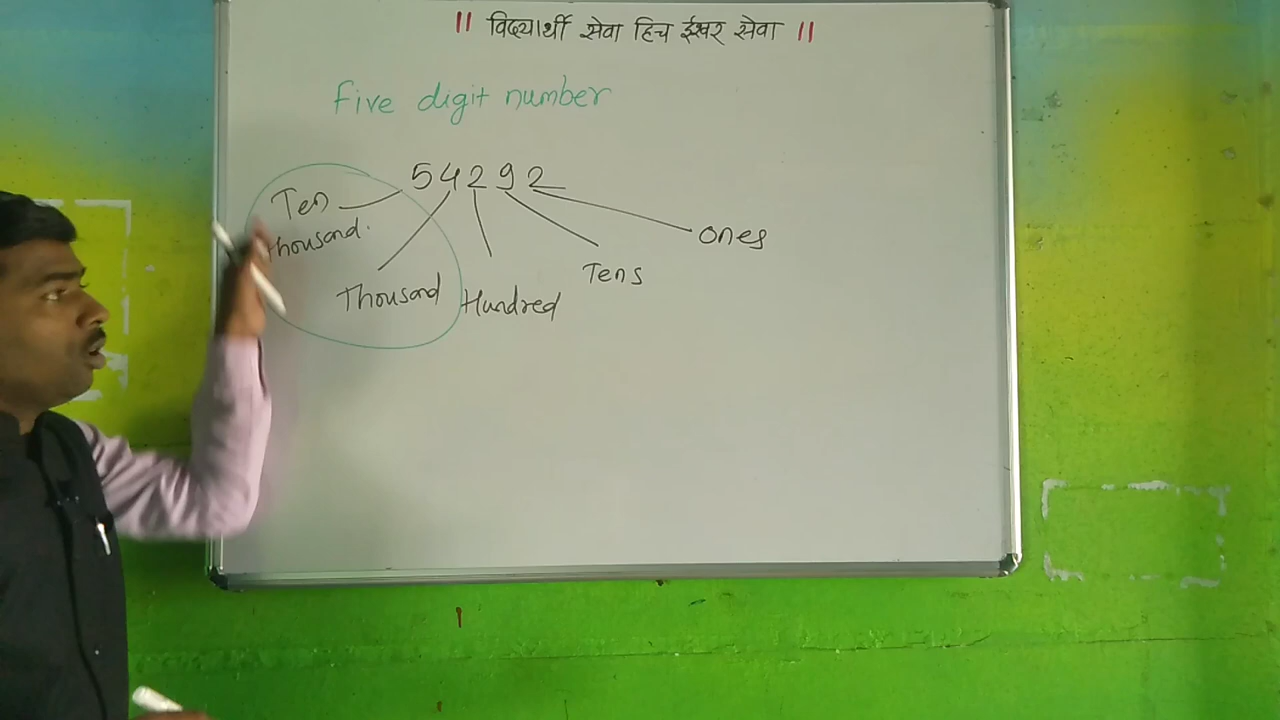 ॥ विद्यार्थी सेवा हिच ईश्वर सेवा ॥
Five digit number
54292
Ten
Thousand.
Thousand
Hundred
Tens
Ones